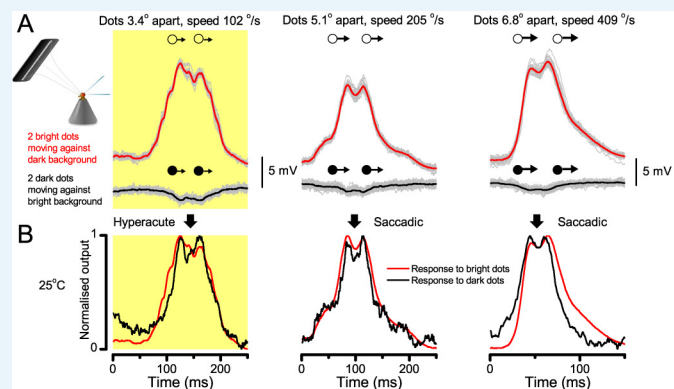 A
Dots 3.4° apart, speed 102 °/s
Dots 5.1° apart, speed 205 °/s
Dots 6.8° apart, speed 409 °/s
2 bright dots
moving against
dark background
2 dark dots
moving against
bright background
5 mV
5 mV
Hyperacute
Saccadic
Saccadic
B
25°C
Normalised output
1
0
Response to bright dots
Response to dark dots
0 100 200
0 100 200
0 50 100
Time (ms)
Time (ms)
Time (ms)